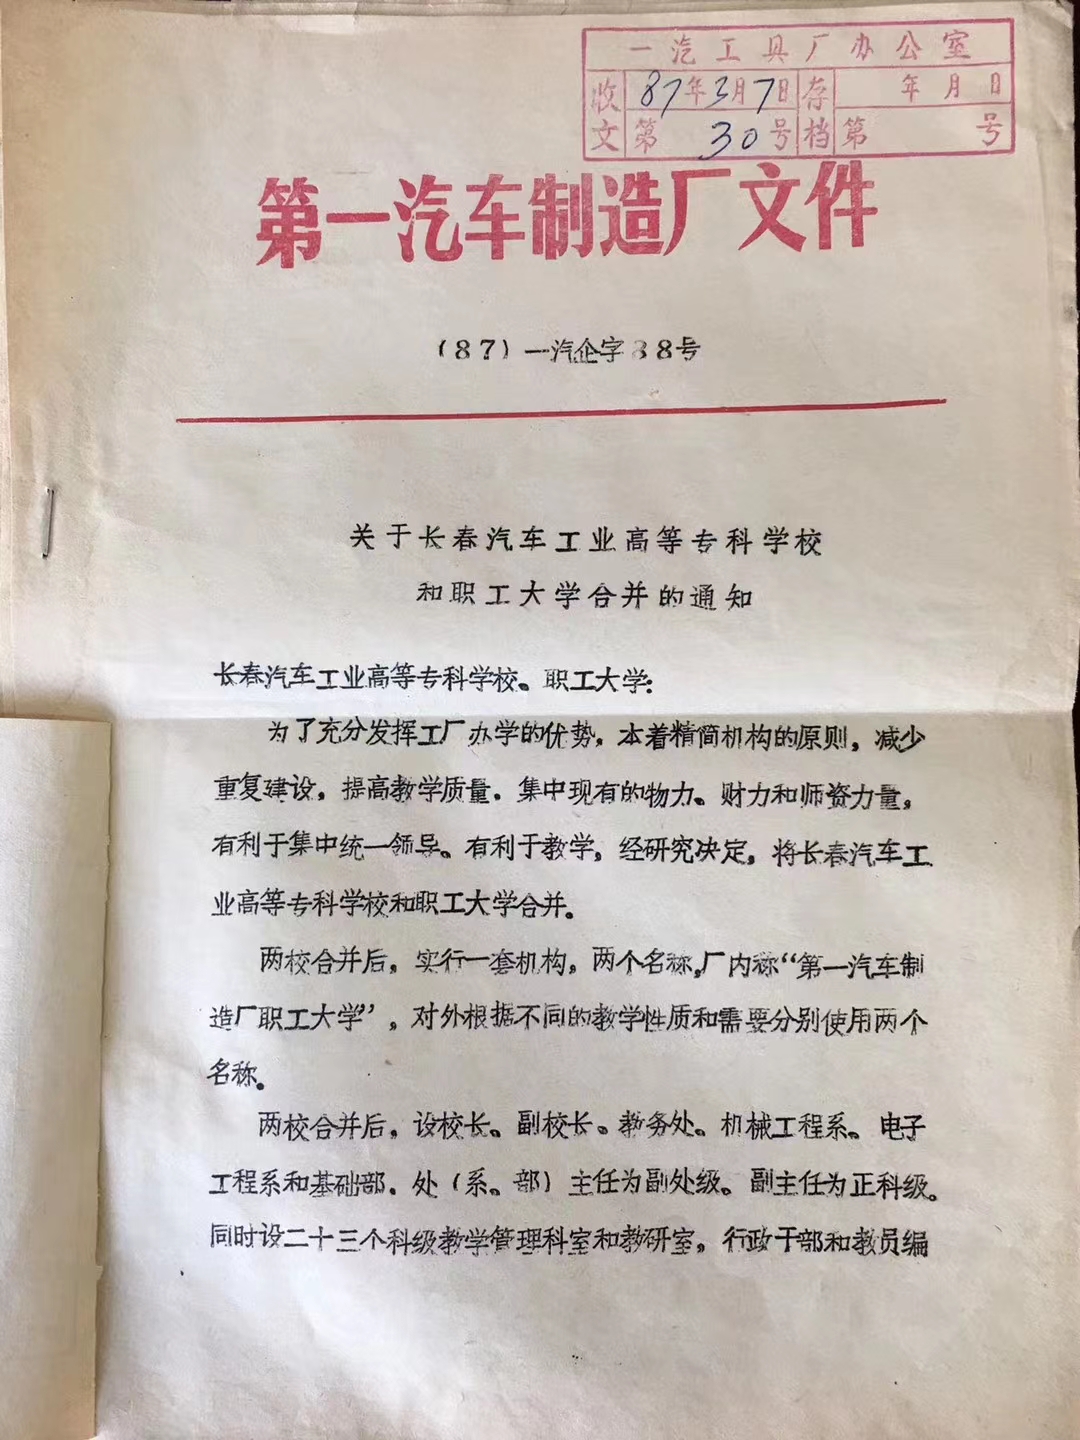 一汽工具厂办公室
收文 87年3月7日 存档 年月日
第30号 第 号
第一汽车制造厂文件
(87)一汽企字88号
关于长春汽车工业高等专科学校
和职工大学合并的通知
长春汽车工业高等专科学校、职工大学:
为了充分发挥工厂办学的优势,本着精简机构的原则,减少
重复建设,提高教学质量,集中现有的物力、财力和师资力量,
有利于集中统一领导、有利于教学,经研究决定,将长春汽车工
业高等专科学校和职工大学合并。
两校合并后,实行一套机构,两个名称,厂内称“第一汽车制
造厂职工大学”,对外根据不同的教学性质和需要分别使用两个
名称。
两校合并后,设校长、副校长、教务处、机械工程系、电子
工程系和基础部.处(系、部)主任为副处级、副主任为正科级。
同时设二十三个科级教学管理科室和教研室,行政干部和教员编